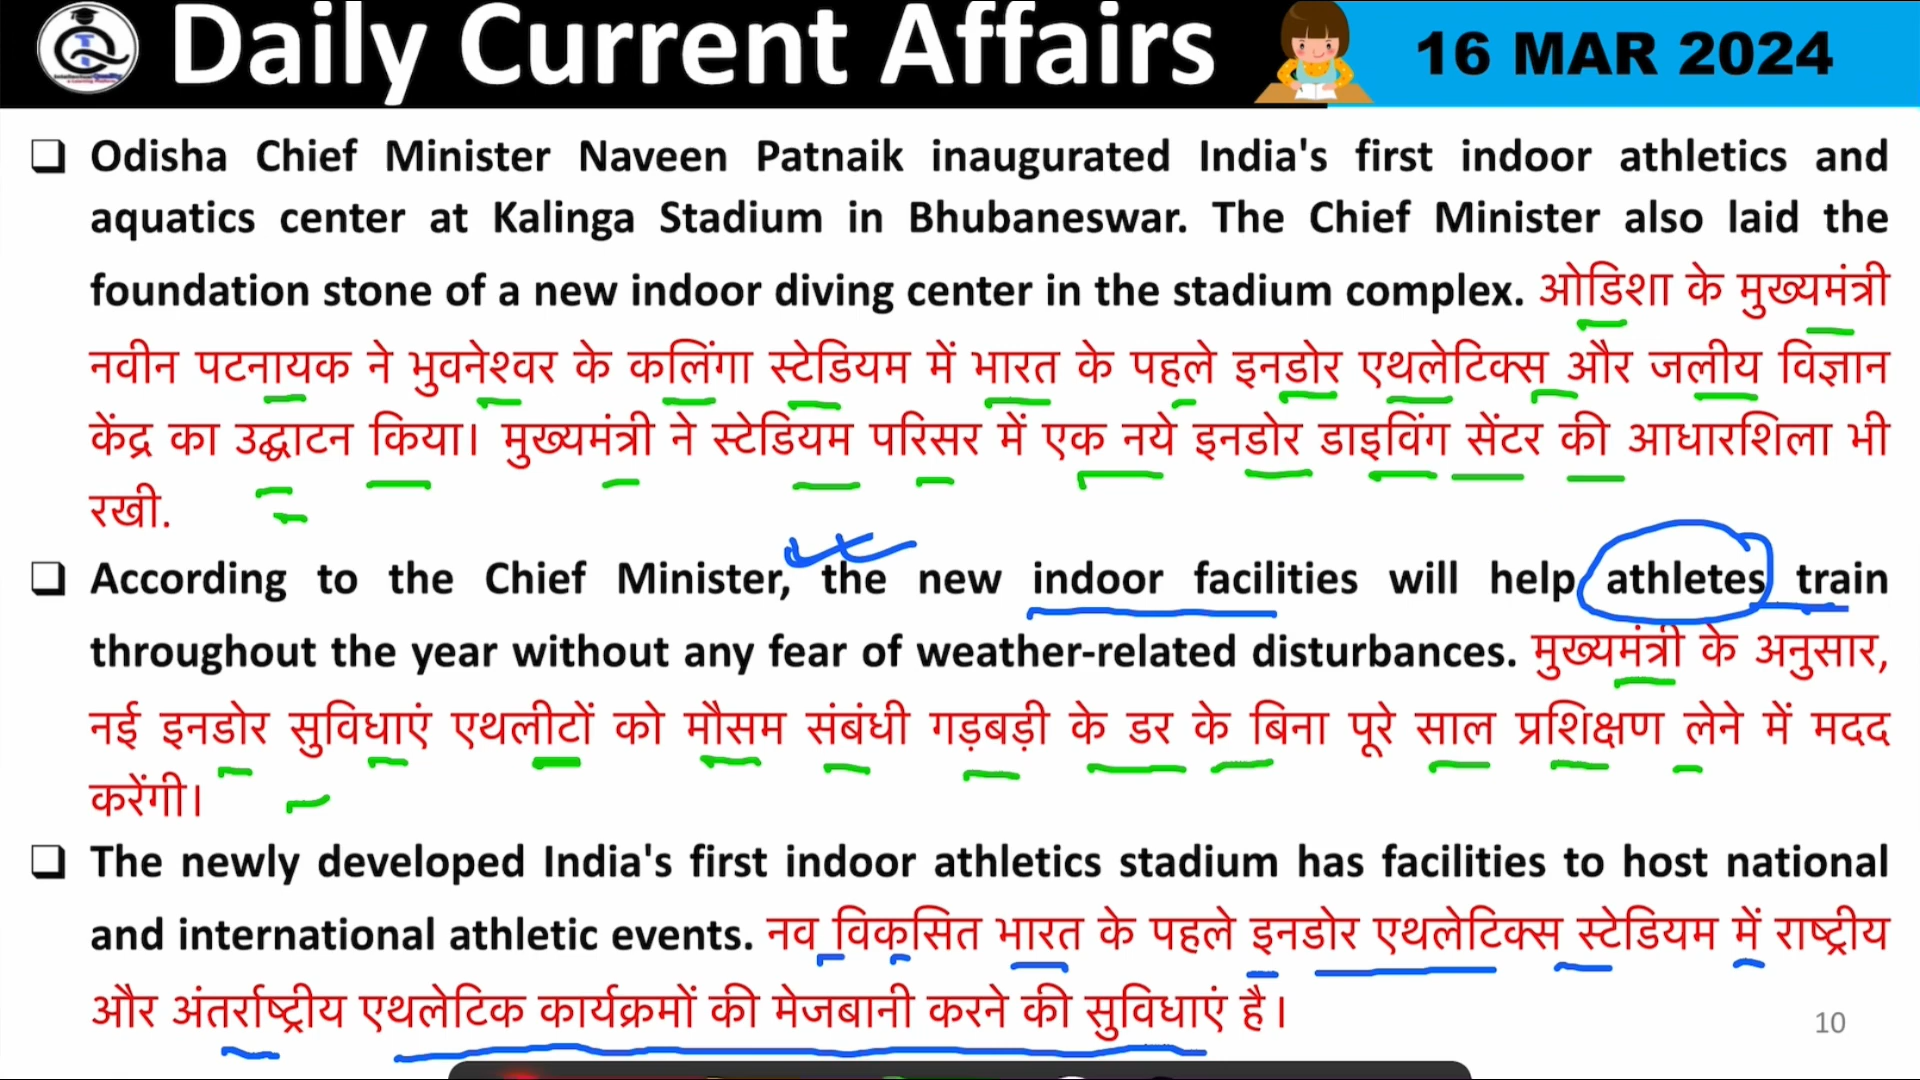 Daily Current Affairs
16 MAR 2024
Odisha Chief Minister Naveen Patnaik inaugurated India's first indoor athletics and
aquatics center at Kalinga Stadium in Bhubaneswar. The Chief Minister also laid the
foundation stone of a new indoor diving center in the stadium complex. ओडिशा के मुख्यमंत्री
नवीन पटनायक ने भुवनेश्वर के कलिंगा स्टेडियम में भारत के पहले इनडोर एथलेटिक्स और जलीय विज्ञान
केंद्र का उद्घाटन किया। मुख्यमंत्री ने स्टेडियम परिसर में एक नये इनडोर डाइविंग सेंटर की आधारशिला भी
रखी.
According to the Chief Minister, the new indoor facilities will help athletes train
throughout the year without any fear of weather-related disturbances. मुख्यमंत्री के अनुसार,
नई इनडोर सुविधाएं एथलीटों को मौसम संबंधी गड़बड़ी के डर के बिना पूरे साल प्रशिक्षण लेने में मदद
करेंगी।
The newly developed India's first indoor athletics stadium has facilities to host national
and international athletic events. नव विकसित भारत के पहले इनडोर एथलेटिक्स स्टेडियम में राष्ट्रीय
और अंतर्राष्ट्रीय एथलेटिक कार्यक्रमों की मेजबानी करने की सुविधाएं है।
10